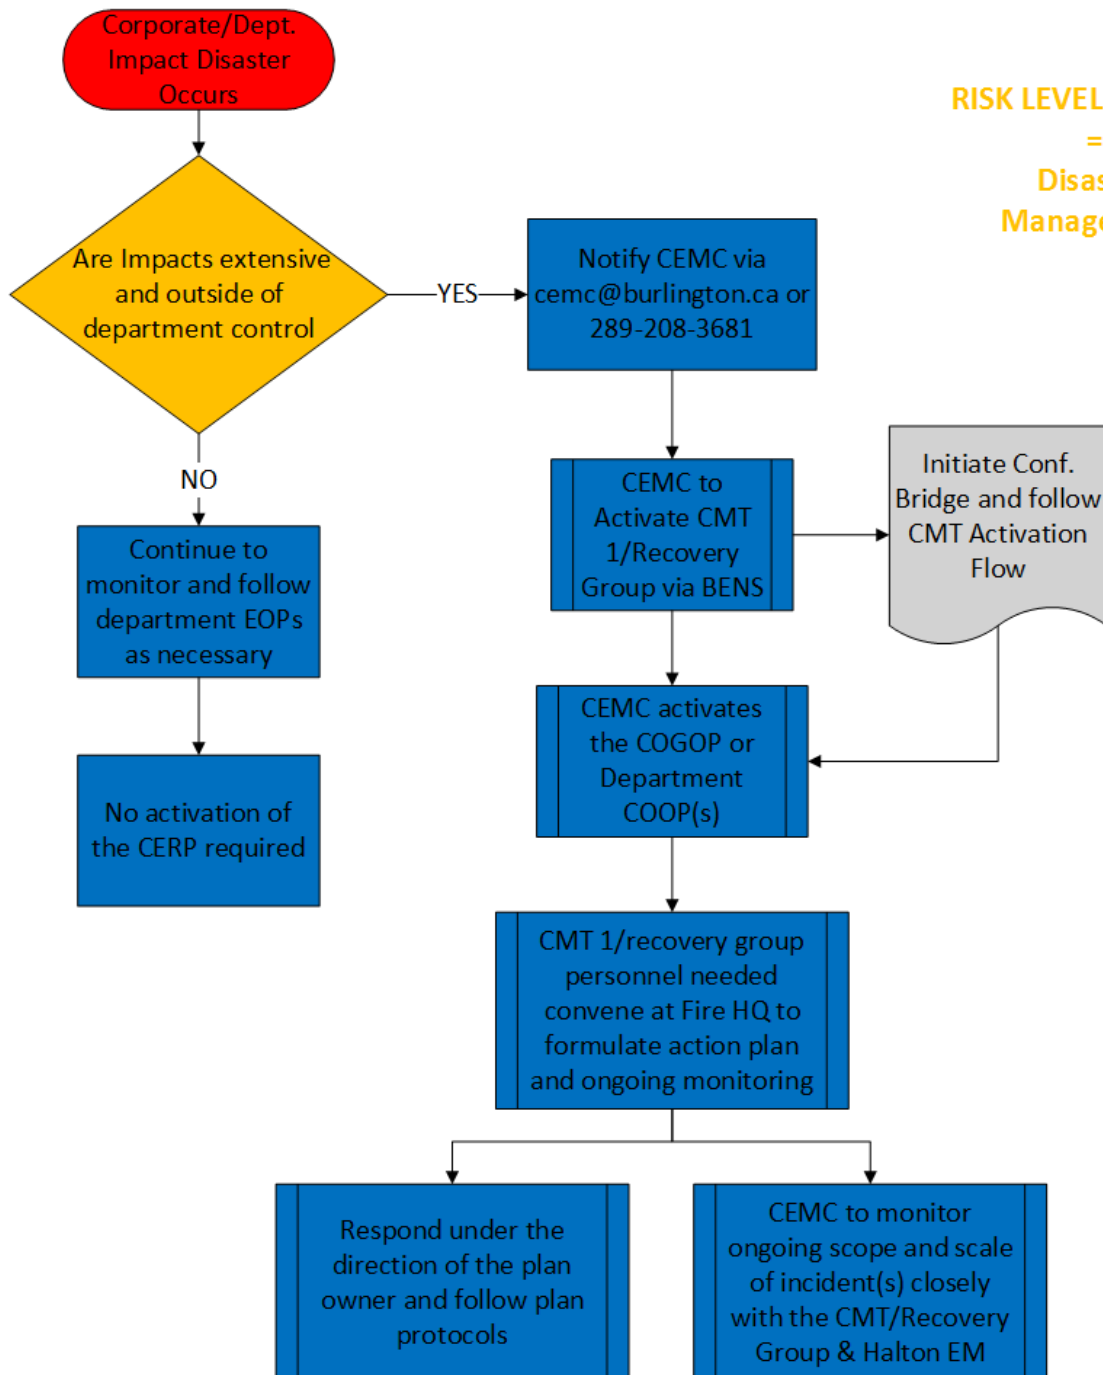 Corporate/Dept.
Impact Disaster
Occurs
RISK LEVEL
=
Disas
Manage
Are Impacts extensive
and outside of
department control
YES
Notify CEMC via
cemc@burlington.ca or
289-208-3681
NO
CEMC to
Activate CMT
1/Recovery
Group via BENS
Initiate Conf.
Bridge and follow
CMT Activation
Flow
Continue to
monitor and follow
department EOPs
as necessary
CEMC activates
the COGOP or
Department
COOP(s)
No activation of
the CERP required
CMT 1/recovery group
personnel needed
convene at Fire HQ to
formulate action plan
and ongoing monitoring
Respond under the
direction of the plan
owner and follow plan
protocols
CEMC to monitor
ongoing scope and scale
of incident(s) closely
with the CMT/Recovery
Group & Halton EM